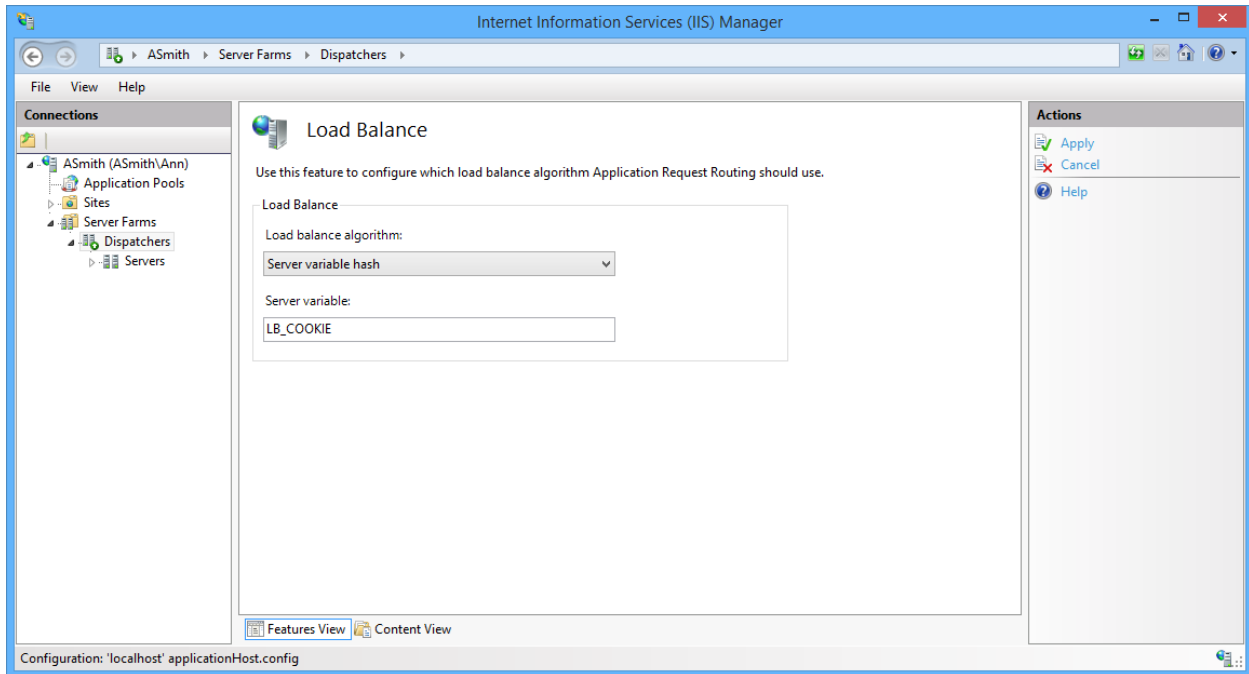 Internet Information Services (IIS) Manager
ASmith Server Farms Dispatchers
File View Help
Connections
ASmith (ASmith\Ann)
Application Pools
Sites
Server Farms
Dispatchers
Servers
Load Balance
Use this feature to configure which load balance algorithm Application Request Routing should use.
Load Balance
Load balance algorithm:
Server variable hash
Server variable:
LB_COOKIE
Features View Content View
Actions
Apply
Cancel
Help
Configuration: 'localhost' applicationHost.config